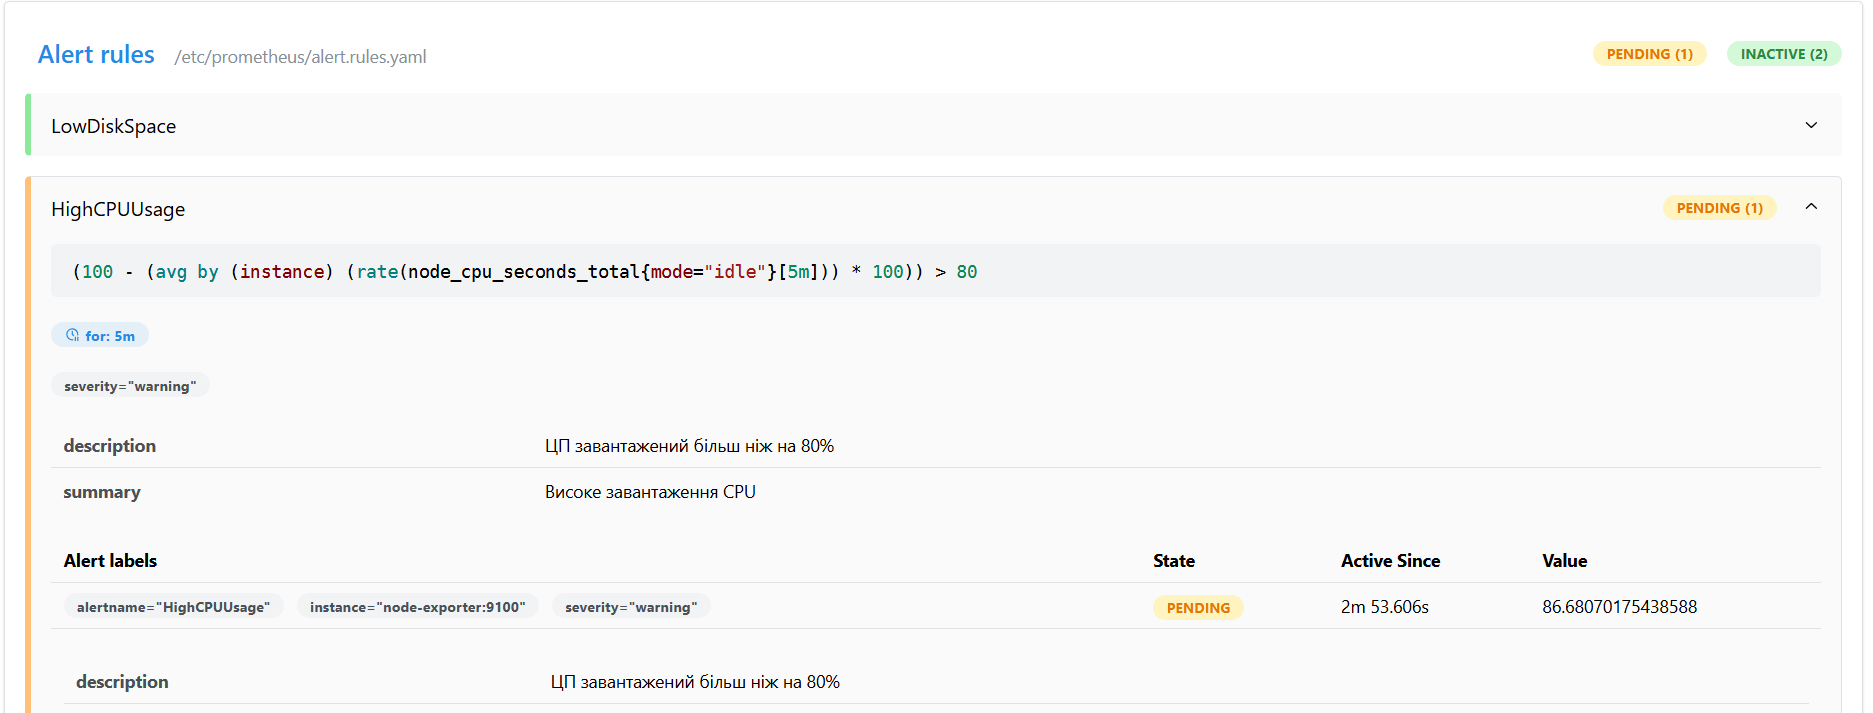 Alert rules /etc/prometheus/alert.rules.yaml PENDING (1) INACTIVE (2)
LowDiskSpace
HighCPUUsage PENDING (1)
(100 - (avg by (instance) (rate(node_cpu_seconds_total{mode="idle"}[5m])) * 100)) > 80
for: 5m
severity="warning"
description ЦП завантажений більш ніж на 80%
summary Високе завантаження CPU
Alert labels State Active Since Value
alertname="HighCPUUsage" instance="node-exporter:9100" severity="warning" PENDING 2m 53.606s 86.68070175438588
description ЦП завантажений більш ніж на 80%